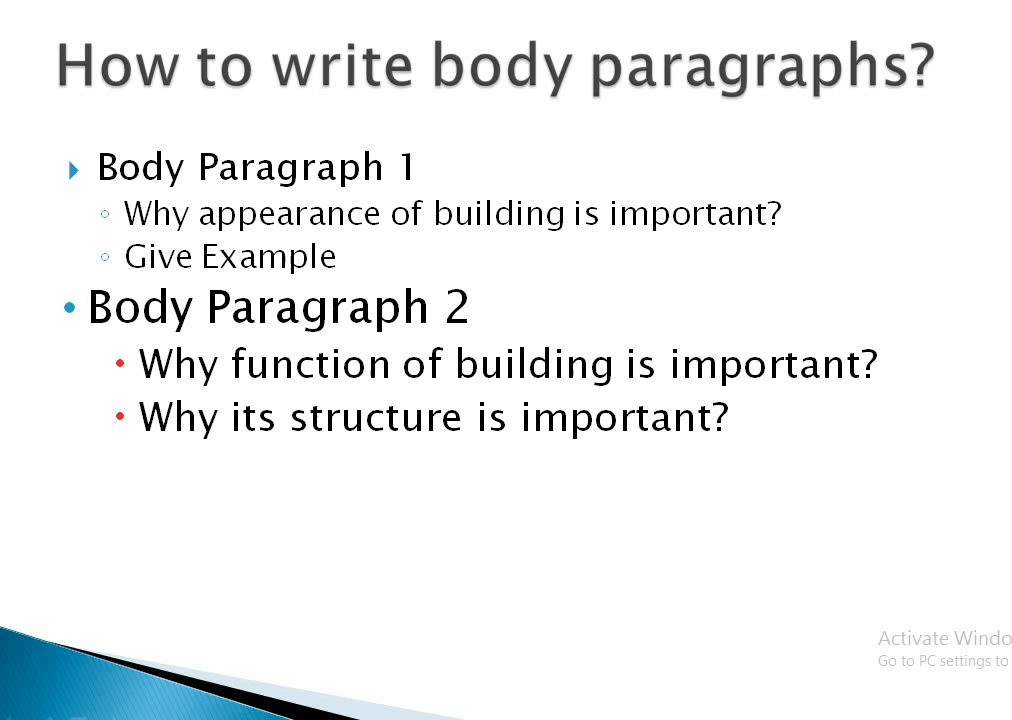 How to write body paragraphs?
Body Paragraph 1
Why appearance of building is important?
Give Example
Body Paragraph 2
Why function of building is important?
Why its structure is important?
Activate Windo
Go to PC settings to